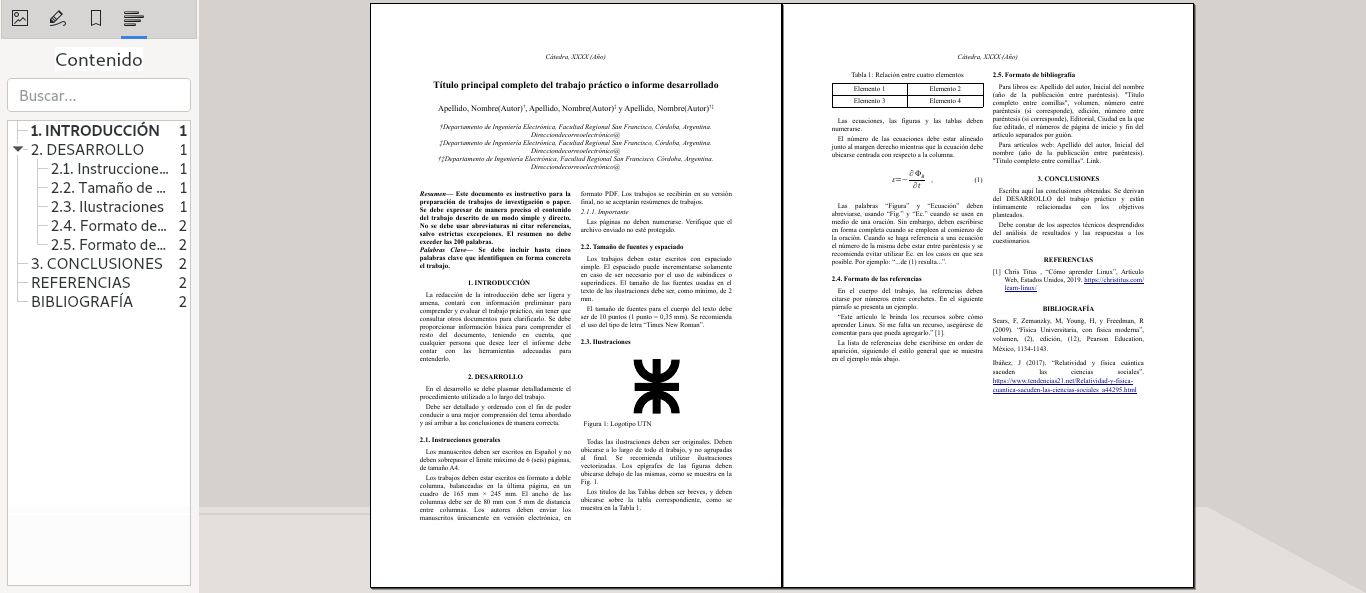 Contenido
Buscar...
1. INTRODUCCIÓN 1
2. DESARROLLO 1
2.1. Instruccione... 1
2.2. Tamaño de ... 1
2.3. Ilustraciones 1
2.4. Formato de... 2
2.5. Formato de... 2
3. CONCLUSIONES 2
REFERENCIAS 2
BIBLIOGRAFÍA 2
Cátedra, XXXX (Año)
Título principal completo del trabajo práctico o informe desarrollado
Apellido, Nombre(Autor)†, Apellido, Nombre(Autor)‡ y Apellido, Nombre(Autor)†‡
†Departamento de Ingeniería Electrónica, Facultad Regional San Francisco, Córdoba, Argentina.
Direcciondecorreoelectrónico@
‡Departamento de Ingeniería Electrónica, Facultad Regional San Francisco, Córdoba, Argentina.
Direcciondecorreoelectrónico@
†‡Departamento de Ingeniería Electrónica, Facultad Regional San Francisco, Córdoba, Argentina.
Direcciondecorreoelectrónico@
Resumen— Este documento es instructivo para la
preparación de trabajos de investigación o paper.
Se debe expresar de manera precisa el contenido
del trabajo descrito de un modo simple y directo.
No se debe usar abreviaturas ni citar referencias,
salvo estrictas excepciones. El resumen no debe
exceder las 200 palabras.
Palabras Clave— Se debe incluir hasta cinco
palabras clave que identifiquen en forma concreta
el trabajo.
1. INTRODUCCIÓN
La redacción de la introducción debe ser ligera y
amena, contará con información preliminar para
comprender y evaluar el trabajo práctico, sin tener que
consultar otros documentos para clarificarlo. Se debe
proporcionar información básica para comprender el
resto del documento, teniendo en cuenta, que
cualquier persona que desee leer el informe debe
contar con las herramientas adecuadas para
entenderlo.
2. DESARROLLO
En el desarrollo se debe plasmar detalladamente el
procedimiento utilizado a lo largo del trabajo.
Debe ser detallado y ordenado con el fin de poder
conducir a una mejor comprensión del tema abordado
y así arribar a las conclusiones de manera correcta.
2.1. Instrucciones generales
Los manuscritos deben ser escritos en Español y no
deben sobrepasar el límite máximo de 6 (seis) páginas,
de tamaño A4.
Los trabajos deben estar escritos en formato a doble
columna, balanceadas en la última página, en un
cuadro de 165 mm × 245 mm. El ancho de las
columnas debe ser de 80 mm con 5 mm de distancia
entre columnas. Los autores deben enviar los
manuscritos únicamente en versión electrónica, en
formato PDF. Los trabajos se recibirán en su versión
final, no se aceptarán resúmenes de trabajos.
2.1.1. Importante
Las páginas no deben numerarse. Verifique que el
archivo enviado no esté protegido.
2.2. Tamaño de fuentes y espaciado
Los trabajos deben estar escritos con espaciado
simple. El espaciado puede incrementarse solamente
en caso de ser necesario por el uso de subíndices o
superíndices. El tamaño de las fuentes usadas en el
texto de las ilustraciones debe ser, como mínimo, de 2
mm.
El tamaño de fuentes para el cuerpo del texto debe
ser de 10 puntos (1 punto ≈ 0,35 mm). Se recomienda
el uso del tipo de letra “Times New Roman”.
2.3. Ilustraciones
Figura 1: Logotipo UTN
Todas las ilustraciones deben ser originales. Deben
ubicarse a lo largo de todo el trabajo, y no agrupadas
al final. Se recomienda utilizar ilustraciones
vectorizadas. Los epígrafes de las figuras deben
ubicarse debajo de las mismas, como se muestra en la
Fig. 1.
Los títulos de las Tablas deben ser breves, y deben
ubicarse sobre la tabla correspondiente, como se
muestra en la Tabla 1.
Cátedra, XXXX (Año)
Tabla 1: Relación entre cuatro elementos
Elemento 1 Elemento 2
Elemento 3 Elemento 4
Las ecuaciones, las figuras y las tablas deben
numerarse.
El número de las ecuaciones debe estar alineado
junto al margen derecho mientras que la ecuación debe
ubicarse centrada con respecto a la columna.
ε=−∂Φ_B/∂t , (1)
Las palabras “Figura” y “Ecuación” deben
abreviarse, usando “Fig.” y “Ec.” cuando se usen en
medio de una oración. Sin embargo, deben escribirse
en forma completa cuando se empleen al comienzo de
la oración. Cuando se haga referencia a una ecuación
el número de la misma debe estar entre paréntesis y se
recomienda evitar utilizar Ec. en los casos en que sea
posible. Por ejemplo: “...de (1) resulta...”.
2.4. Formato de las referencias
En el cuerpo del trabajo, las referencias deben
citarse por números entre corchetes. En el siguiente
párrafo se presenta un ejemplo.
“Este artículo le brinda los recursos sobre cómo
aprender Linux. Si me falta un recurso, asegúrese de
comentar para que pueda agregarlo.” [1].
La lista de referencias debe escribirse en orden de
aparición, siguiendo el estilo general que se muestra
en el ejemplo más abajo.
2.5. Formato de bibliografía
Para libros es: Apellido del autor, Inicial del nombre
(año de la publicación entre paréntesis). "Título
completo entre comillas", volumen, número entre
paréntesis (si corresponde), edición, número entre
paréntesis (si corresponde), Editorial, Ciudad en la que
fue editado, el números de página de inicio y fin del
artículo separados por guión.
Para artículos web: Apellido del autor, Inicial del
nombre (año de la publicación entre paréntesis).
"Título completo entre comillas". Link.
3. CONCLUSIONES
Escriba aquí las conclusiones obtenidas. Se derivan
del DESARROLLO del trabajo práctico y están
íntimamente relacionadas con los objetivos
planteados.
Debe constar de los aspectos técnicos desprendidos
del análisis de resultados y las respuestas a los
cuestionarios.
REFERENCIAS
[1] Chris Titus , “Cómo aprender Linux”, Artículo
Web, Estados Unidos, 2019. https://christitus.com/
learn-linux/
BIBLIOGRAFÍA
Sears, F, Zemanzky, M, Young, H, y Freedman, R
(2009). “Física Universitaria, con física moderna”,
volumen, (2), edición, (12), Pearson Education,
México, 1134-1143.
Ibáñez, J (2017). “Relatividad y física cuántica
sacuden las ciencias sociales”.
https://www.tendencias21.net/Relatividad-y-fisica-
cuantica-sacuden-las-ciencias-sociales_a44295.html